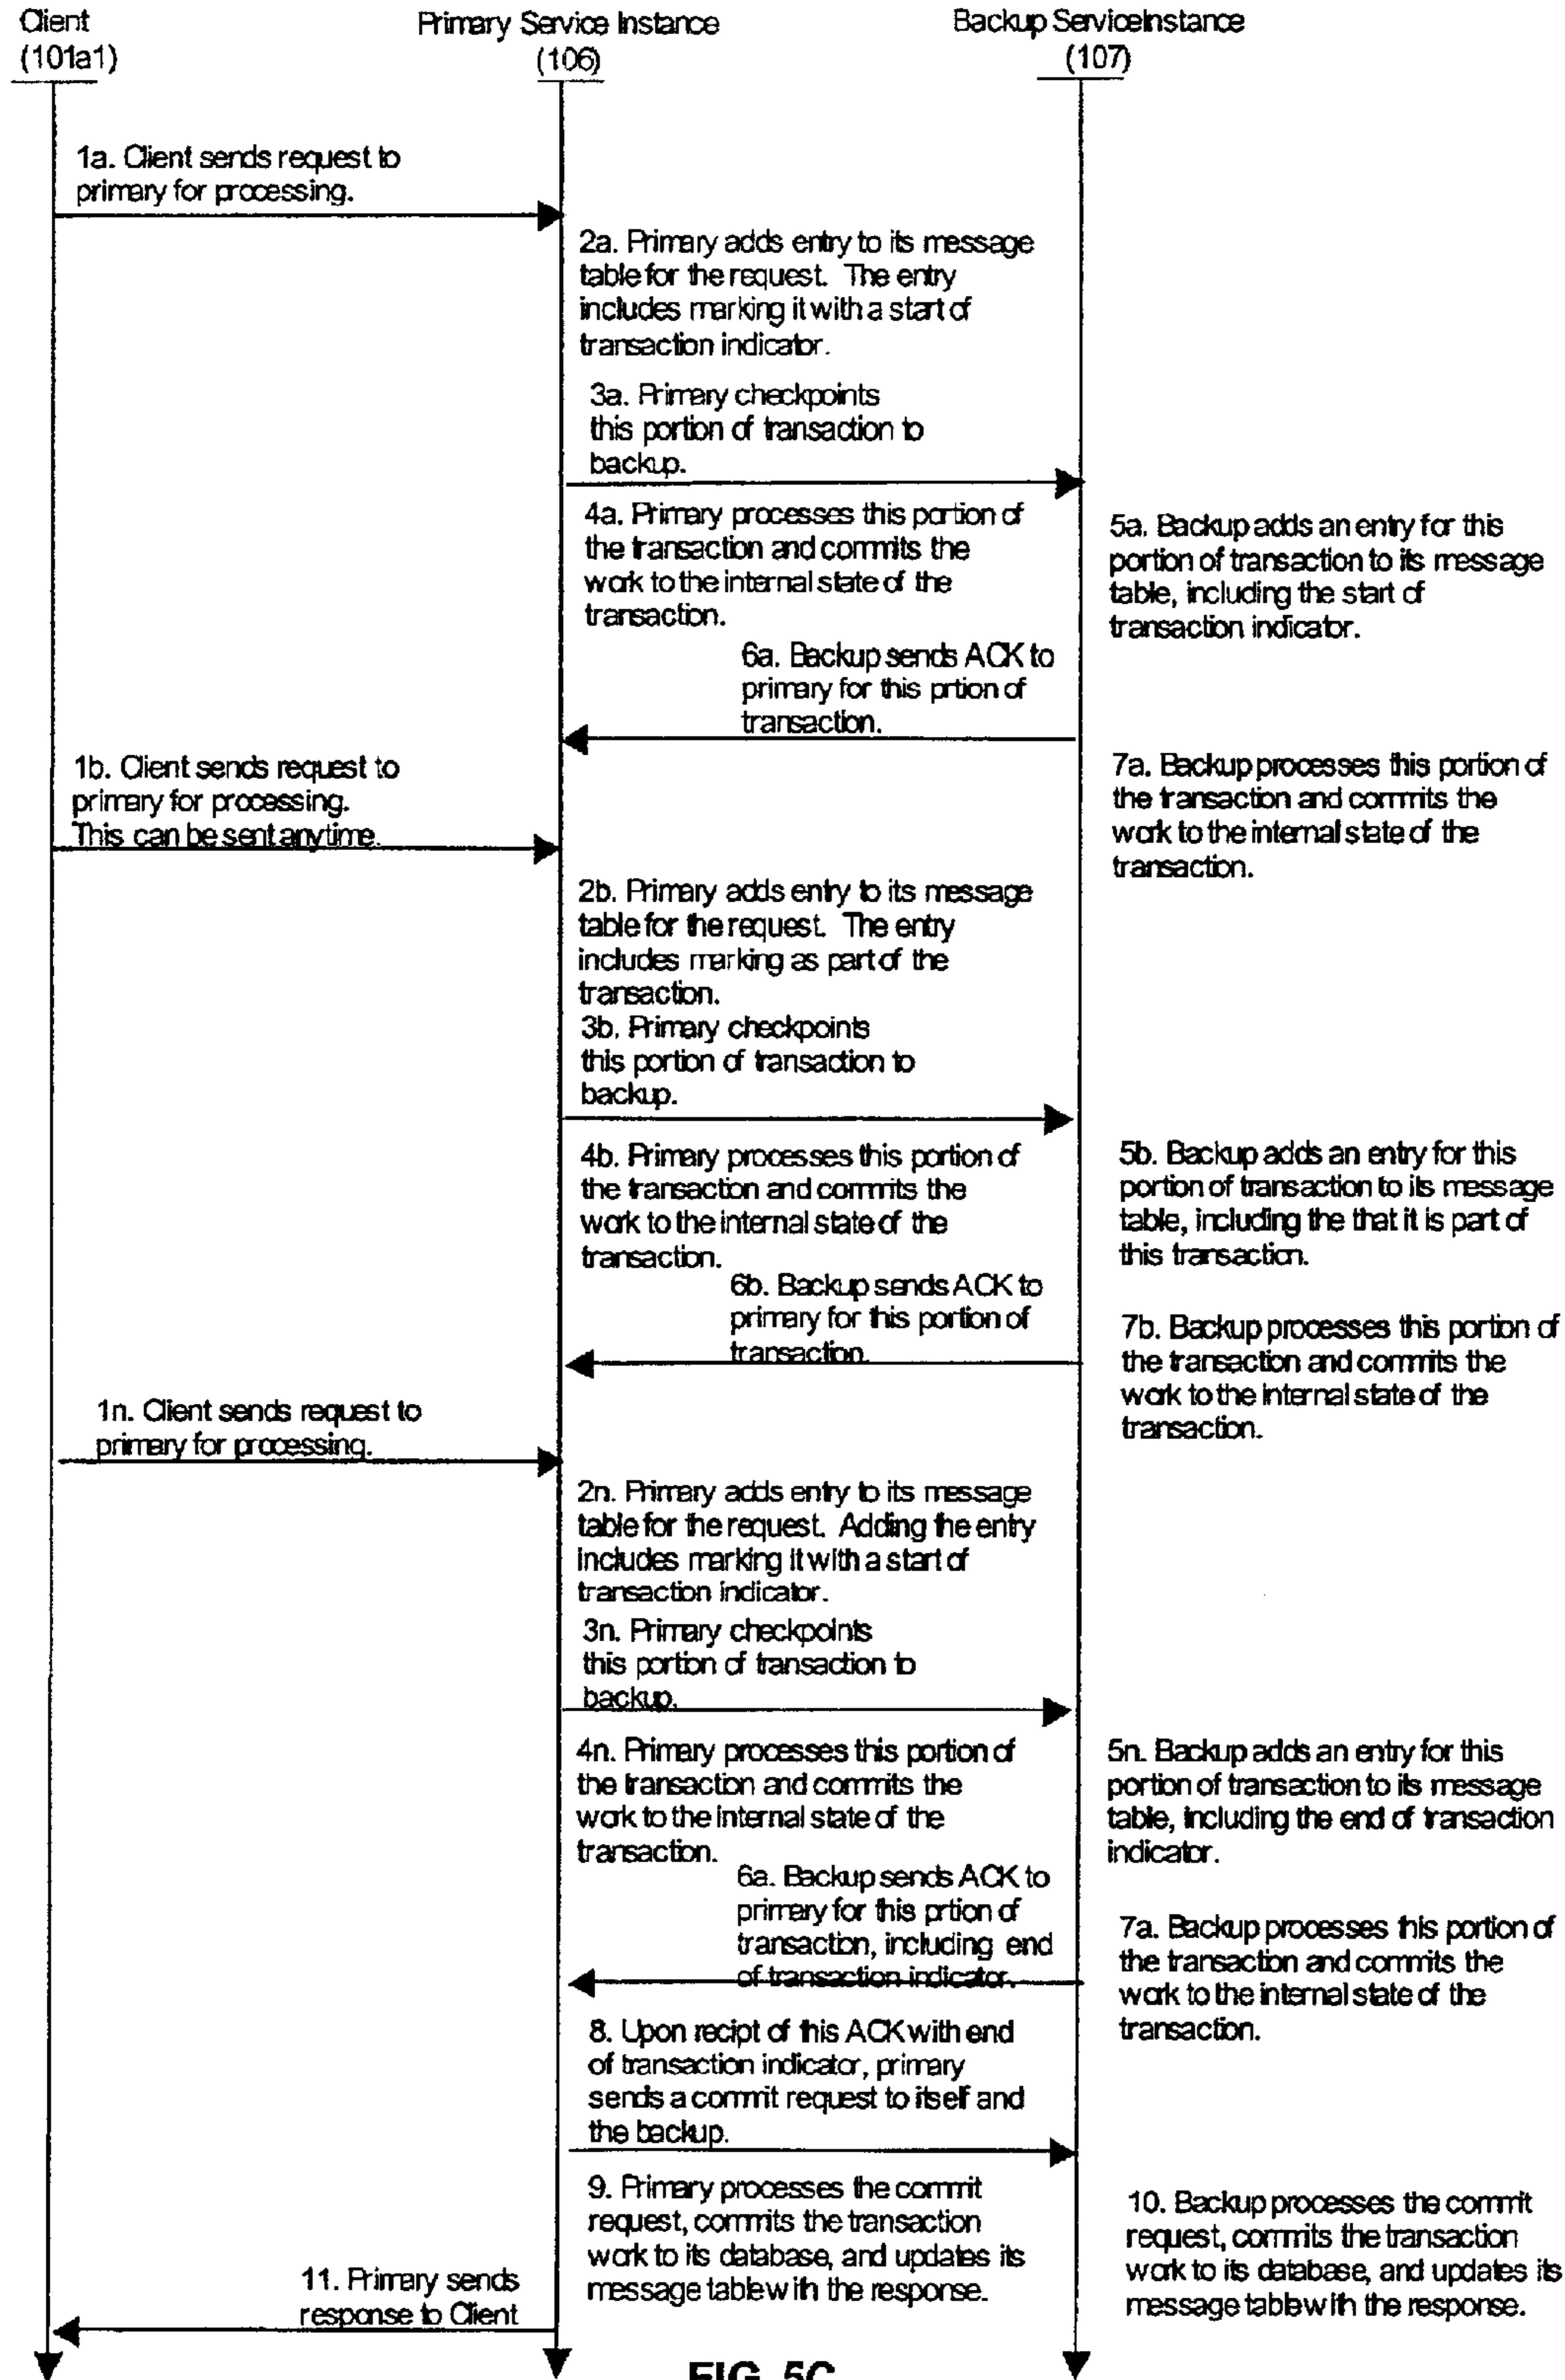 Client
(101a1)
Primary Service Instance
(106)
Backup ServiceInstance
(107)
1a. Client sends request to
primary for processing.
2a. Primary adds entry to its message
table for the request. The entry
includes marking it with a start of
transaction indicator.
3a. Primary checkpoints
this portion of transaction to
backup.
4a. Primary processes this portion of
the transaction and commits the
work to the internal state of the
transaction.
5a. Backup adds an entry for this
portion of transaction to its message
table, including the start of
transaction indicator.
6a. Backup sends ACK to
primary for this prtion of
transaction.
1b. Client sends request to
primary for processing.
This can be sent anytime.
7a. Backup processes this portion of
the transaction and commits the
work to the internal state of the
transaction.
2b. Primary adds entry to its message
table for the request. The entry
includes marking as part of the
transaction.
3b. Primary checkpoints
this portion of transaction to
backup.
4b. Primary processes this portion of
the transaction and commits the
work to the internal state of the
transaction.
5b. Backup adds an entry for this
portion of transaction to its message
table, including the that it is part of
this transaction.
6b. Backup sends ACK to
primary for this portion of
transaction.
7b. Backup processes this portion of
the transaction and commits the
work to the internal state of the
transaction.
1n. Client sends request to
primary for processing.
2n. Primary adds entry to its message
table for the request. Adding the entry
includes marking it with a start of
transaction indicator.
3n. Primary checkpoints
this portion of transaction to
backup.
4n. Primary processes this portion of
the transaction and commits the
work to the internal state of the
transaction.
5n. Backup adds an entry for this
portion of transaction to its message
table, including the end of transaction
indicator.
6a. Backup sends ACK to
primary for this prtion of
transaction, including end
of transaction indicator.
7a. Backup processes this portion of
the transaction and commits the
work to the internal state of the
transaction.
8. Upon recipt of this ACK with end
of transaction indicator, primary
sends a commit request to itself and
the backup.
9. Primary processes the commit
request, commits the transaction
work to its database, and updates its
message table with the response.
10. Backup processes the commit
request, commits the transaction
work to its database, and updates its
message table with the response.
11. Primary sends
response to Client
FIG. 5C